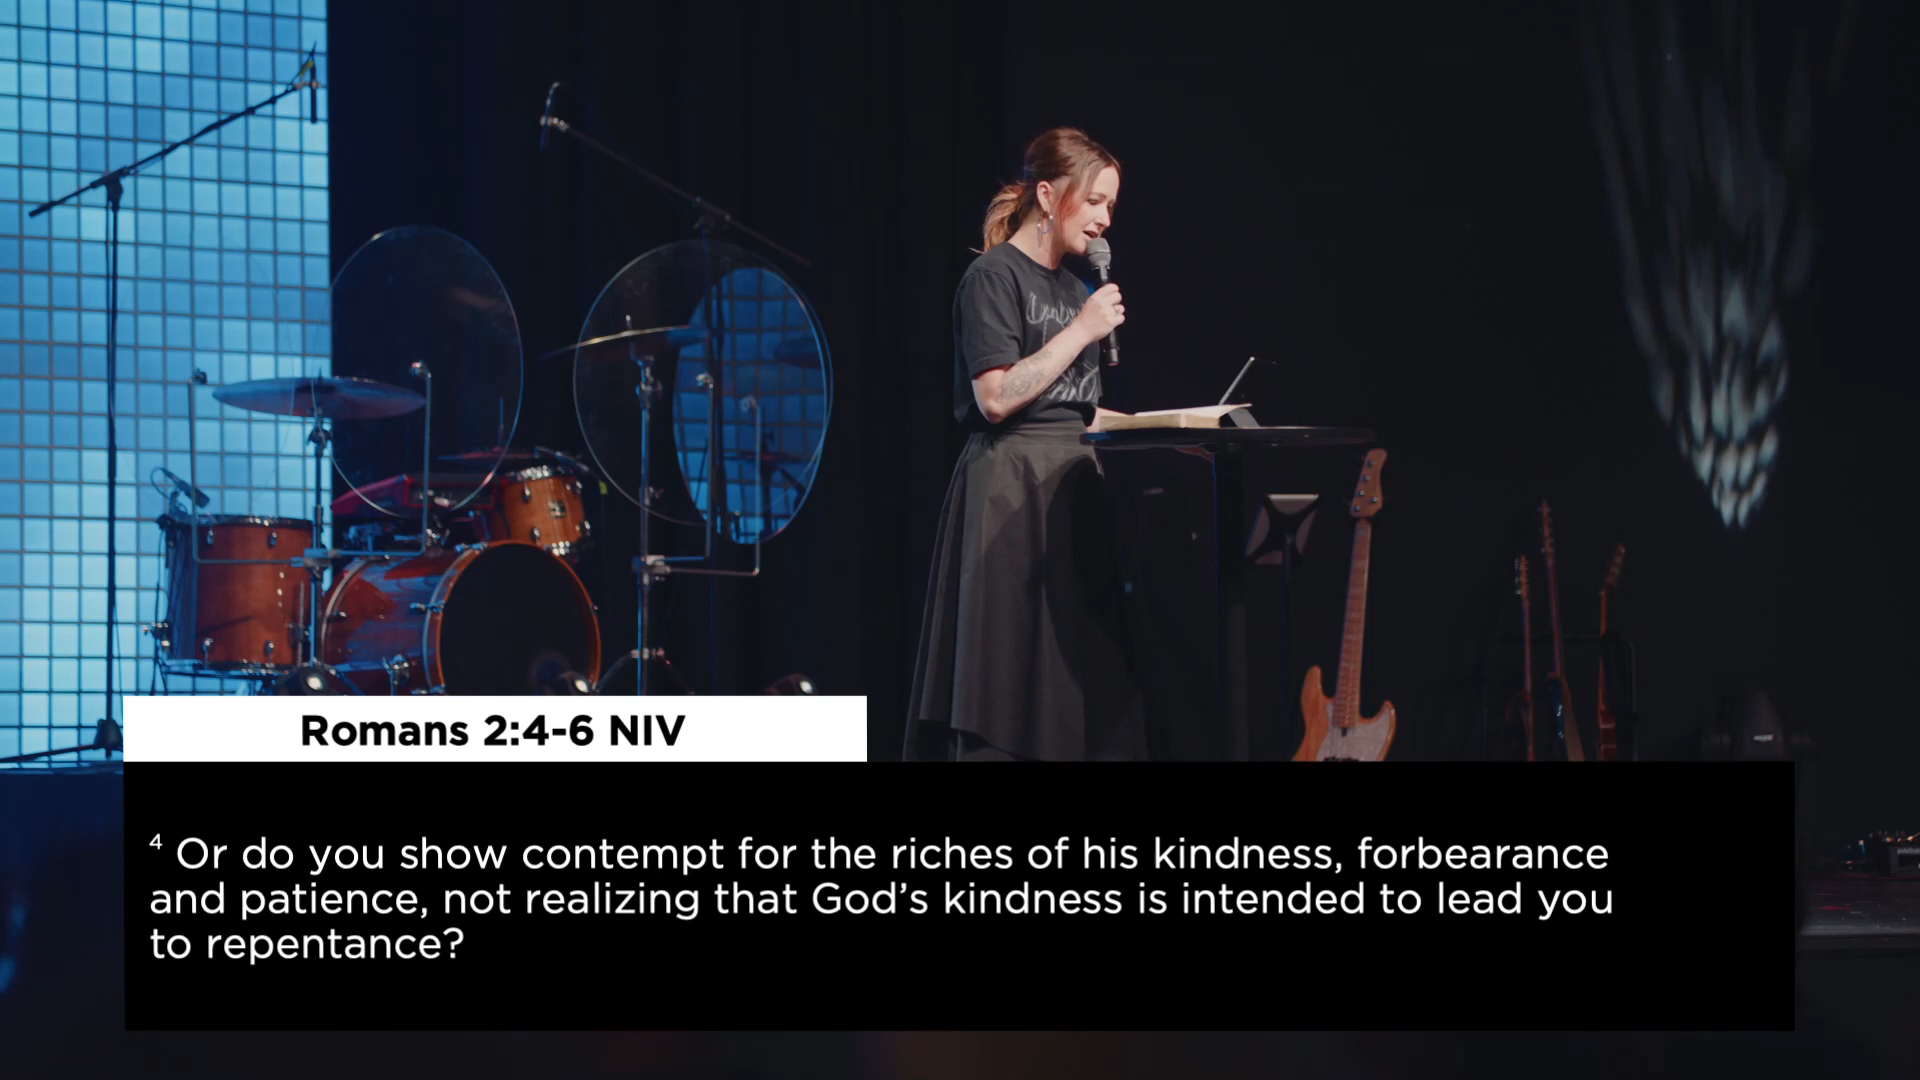 Romans 2:4-6 NIV
⁴ Or do you show contempt for the riches of his kindness, forbearance
and patience, not realizing that God’s kindness is intended to lead you
to repentance?